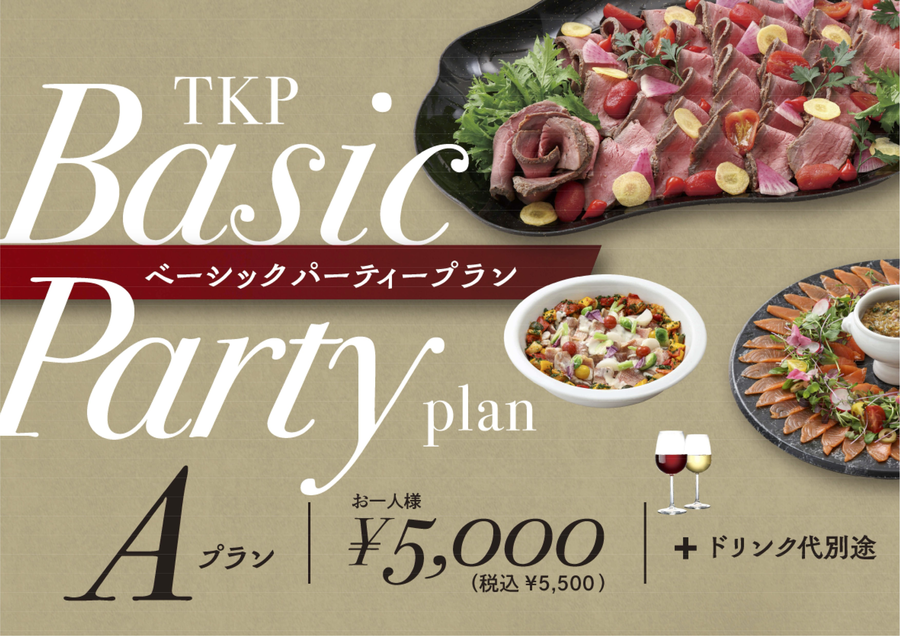 TKP
Basic
ベーシックパーティープラン
Party
plan
Aプラン
お一人様
¥5,000
(税込 ¥5,500)
+ ドリンク代別途